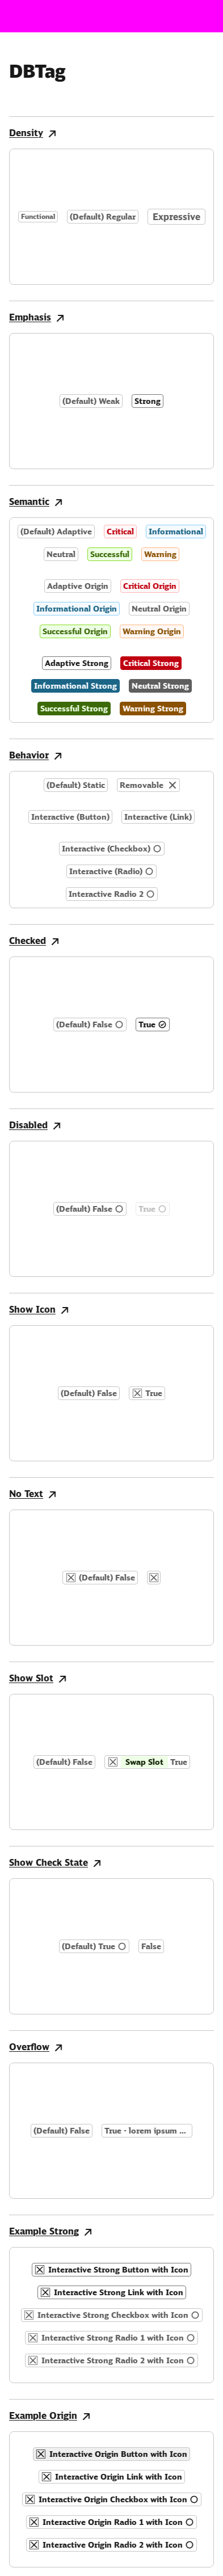 DBTag
Density
Functional (Default) Regular Expressive
Emphasis
(Default) Weak Strong
Semantic
(Default) Adaptive Critical Informational
Neutral Successful Warning
Adaptive Origin Critical Origin
Informational Origin Neutral Origin
Successful Origin Warning Origin
Adaptive Strong Critical Strong
Informational Strong Neutral Strong
Successful Strong Warning Strong
Behavior
(Default) Static Removable
Interactive (Button) Interactive (Link)
Interactive (Checkbox)
Interactive (Radio)
Interactive Radio 2
Checked
(Default) False True
Disabled
(Default) False True
Show Icon
(Default) False True
No Text
(Default) False
Show Slot
(Default) False Swap Slot True
Show Check State
(Default) True False
Overflow
(Default) False True - lorem ipsum ...
Example Strong
Interactive Strong Button with Icon
Interactive Strong Link with Icon
Interactive Strong Checkbox with Icon
Interactive Strong Radio 1 with Icon
Interactive Strong Radio 2 with Icon
Example Origin
Interactive Origin Button with Icon
Interactive Origin Link with Icon
Interactive Origin Checkbox with Icon
Interactive Origin Radio 1 with Icon
Interactive Origin Radio 2 with Icon